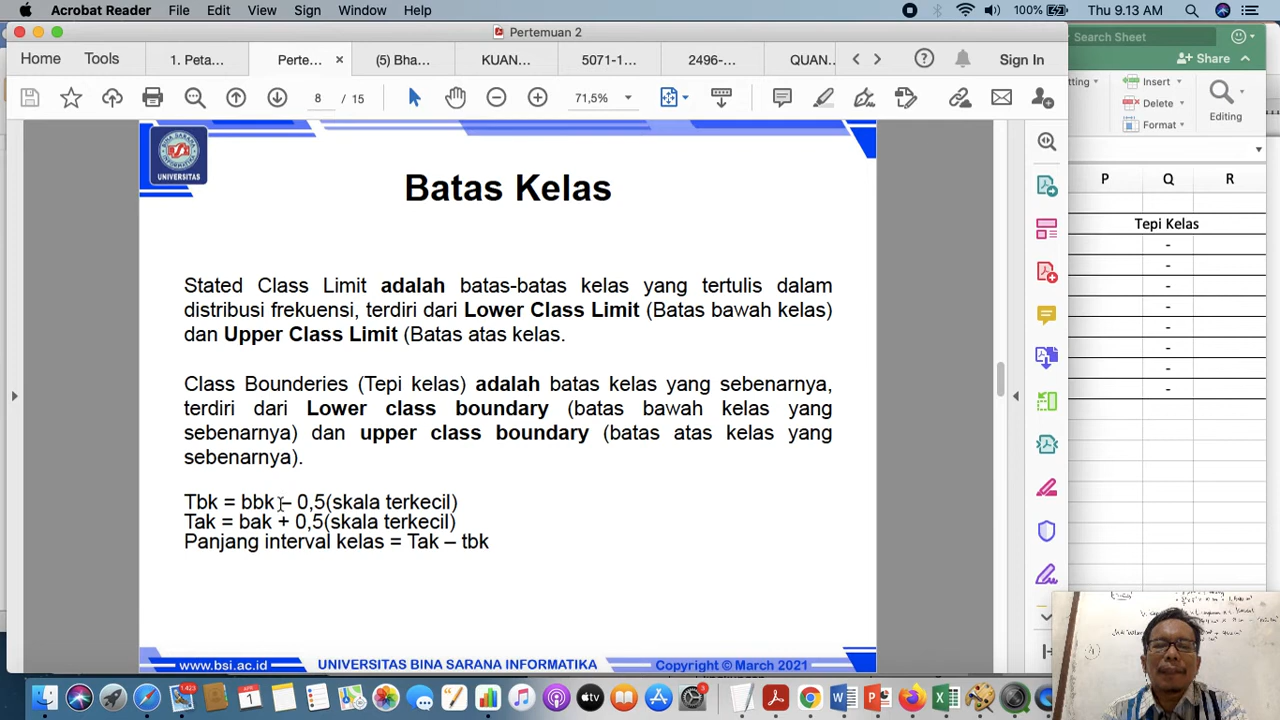 Acrobat Reader File Edit View Sign Window Help 100% Thu 9.13 AM
Pertemuan 2
Search Sheet
Home Tools 1. Peta... Perte... × (5) Bha... KUAN... 5071-1... 2496-... QUAN... Sign In
Share
8 / 15 71,5%
Insert
Delete
Format
Editing
UNIVERSITAS
Batas Kelas
P Q R
Tepi Kelas
-
-
-
-
-
-
-
-
Stated Class Limit adalah batas-batas kelas yang tertulis dalam
distribusi frekuensi, terdiri dari Lower Class Limit (Batas bawah kelas)
dan Upper Class Limit (Batas atas kelas.
Class Bounderies (Tepi kelas) adalah batas kelas yang sebenarnya,
terdiri dari Lower class boundary (batas bawah kelas yang
sebenarnya) dan upper class boundary (batas atas kelas yang
sebenarnya).
Tbk = bbk – 0,5(skala terkecil)
Tak = bak + 0,5(skala terkecil)
Panjang interval kelas = Tak – tbk
www.bsi.ac.id UNIVERSITAS BINA SARANA INFORMATIKA Copyright © March 2021